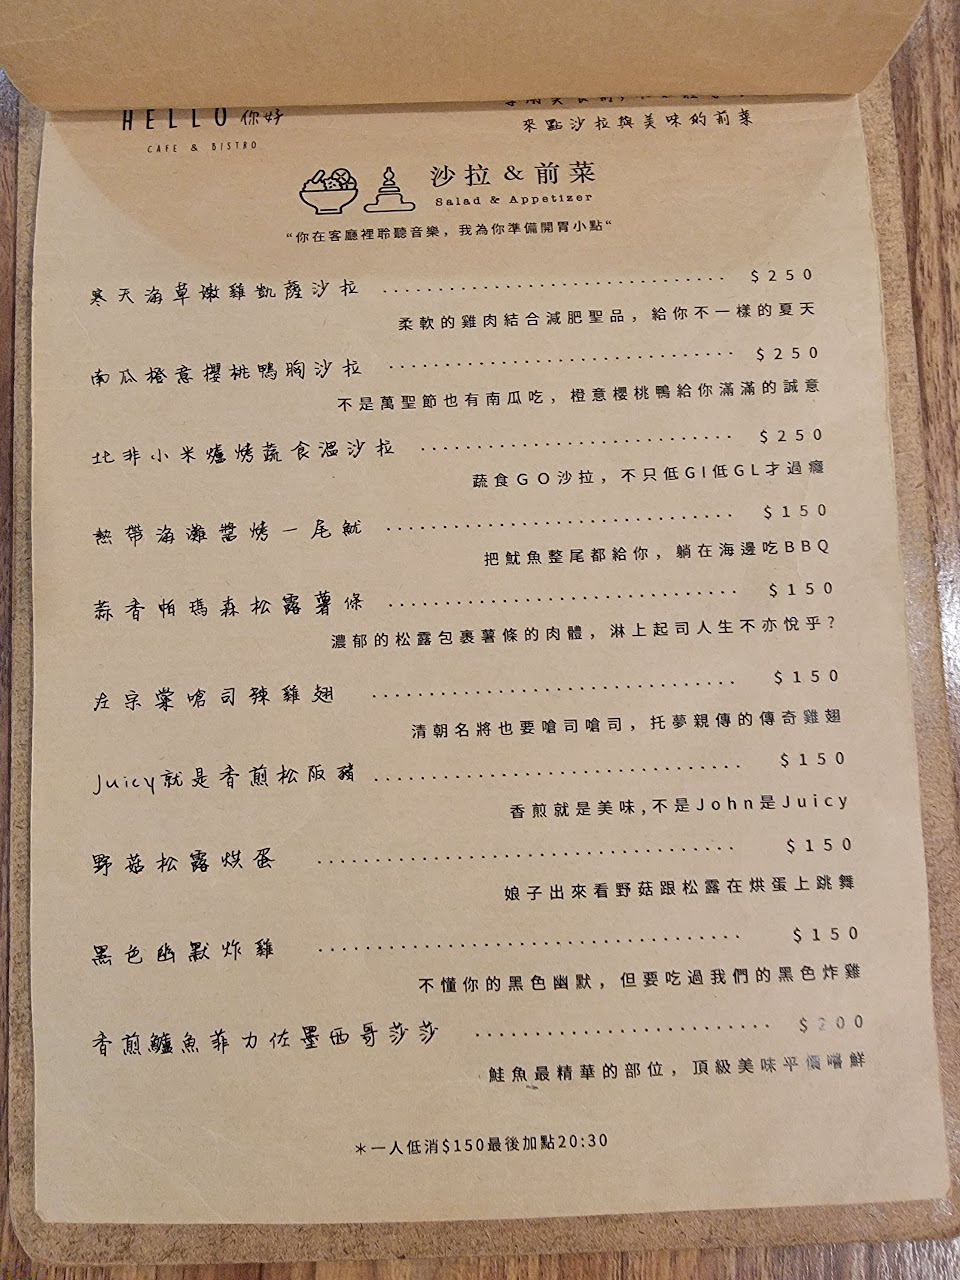 HELLO 你好
CAFE & BISTRO
來點沙拉與美味的前菜
沙拉&前菜
Salad & Appetizer
“你在客廳裡聆聽音樂，我為你準備開胃小點“
寒天海草嫩雞凱薩沙拉 $250
柔軟的雞肉結合減肥聖品，給你不一樣的夏天
南瓜橙意櫻桃鴨胸沙拉 $250
不是萬聖節也有南瓜吃，橙意櫻桃鴨給你滿滿的誠意
北非小米爐烤蔬食溫沙拉 $250
蔬食GO沙拉，不只低GI低GL才過癮
熱帶海灘醬烤一尾魷 $150
把魷魚整尾都給你，躺在海邊吃BBQ
蒜香帕瑪森松露薯條 $150
濃郁的松露包裹薯條的肉體，淋上起司人生不亦悅乎?
左宗棠嗆司辣雞翅 $150
清朝名將也要嗆司嗆司，托夢親傳的傳奇雞翅
Juicy就是香煎松阪豬 $150
香煎就是美味,不是John是Juicy
野菇松露烘蛋 $150
娘子出來看野菇跟松露在烘蛋上跳舞
黑色幽默炸雞 $150
不懂你的黑色幽默，但要吃過我們的黑色炸雞
香煎鱸魚菲力佐墨西哥莎莎 $200
鮭魚最精華的部位，頂級美味平價嚐鮮
＊一人低消$150最後加點20:30